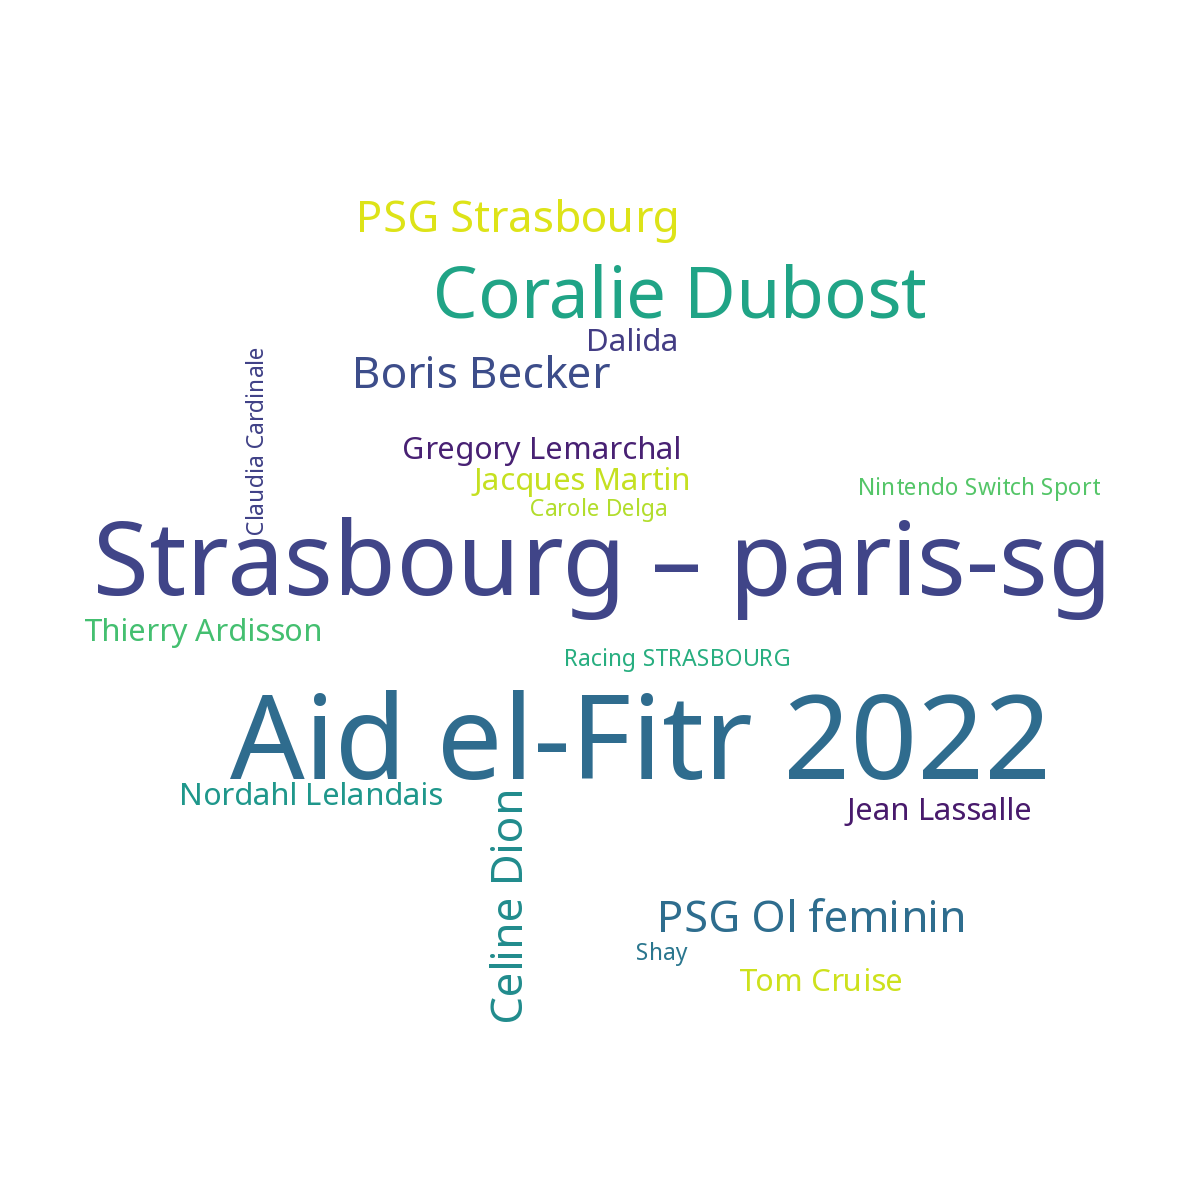 PSG Strasbourg
Coralie Dubost
Dalida
Boris Becker
Claudia Cardinale
Gregory Lemarchal
Jacques Martin
Nintendo Switch Sport
Carole Delga
Strasbourg – paris-sg
Thierry Ardisson
Racing STRASBOURG
Aid el-Fitr 2022
Nordahl Lelandais
Jean Lassalle
Celine Dion
PSG Ol feminin
Shay
Tom Cruise